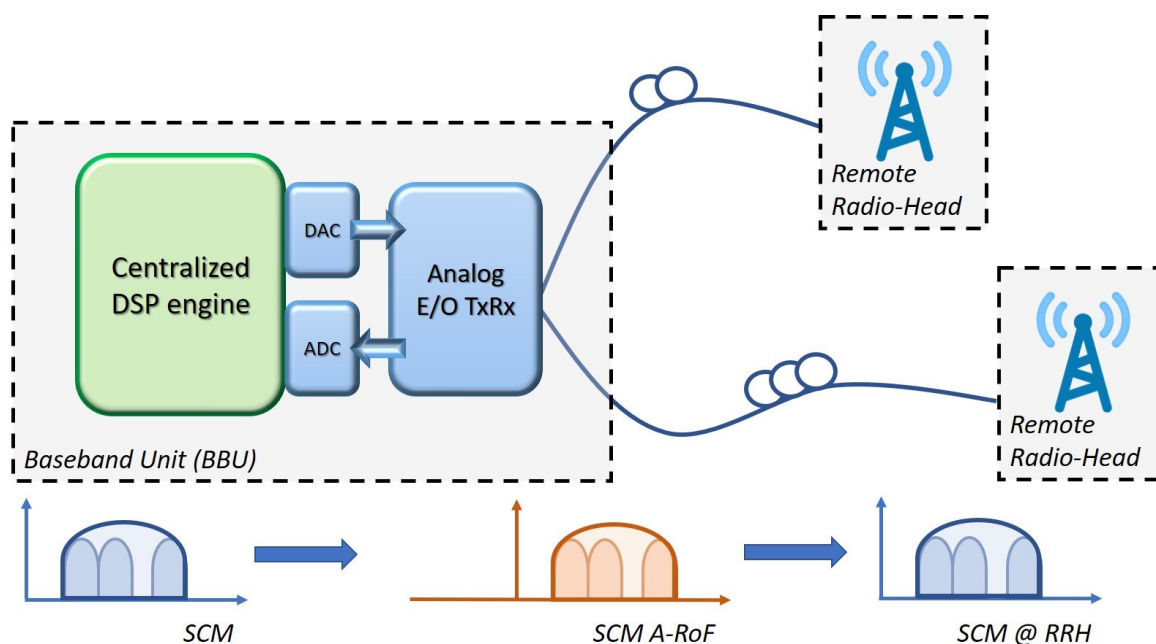 Remote
Radio-Head
Centralized
DSP engine
DAC
ADC
Analog
E/O TxRx
Baseband Unit (BBU)
Remote
Radio-Head
SCM
SCM A-RoF
SCM @ RRH